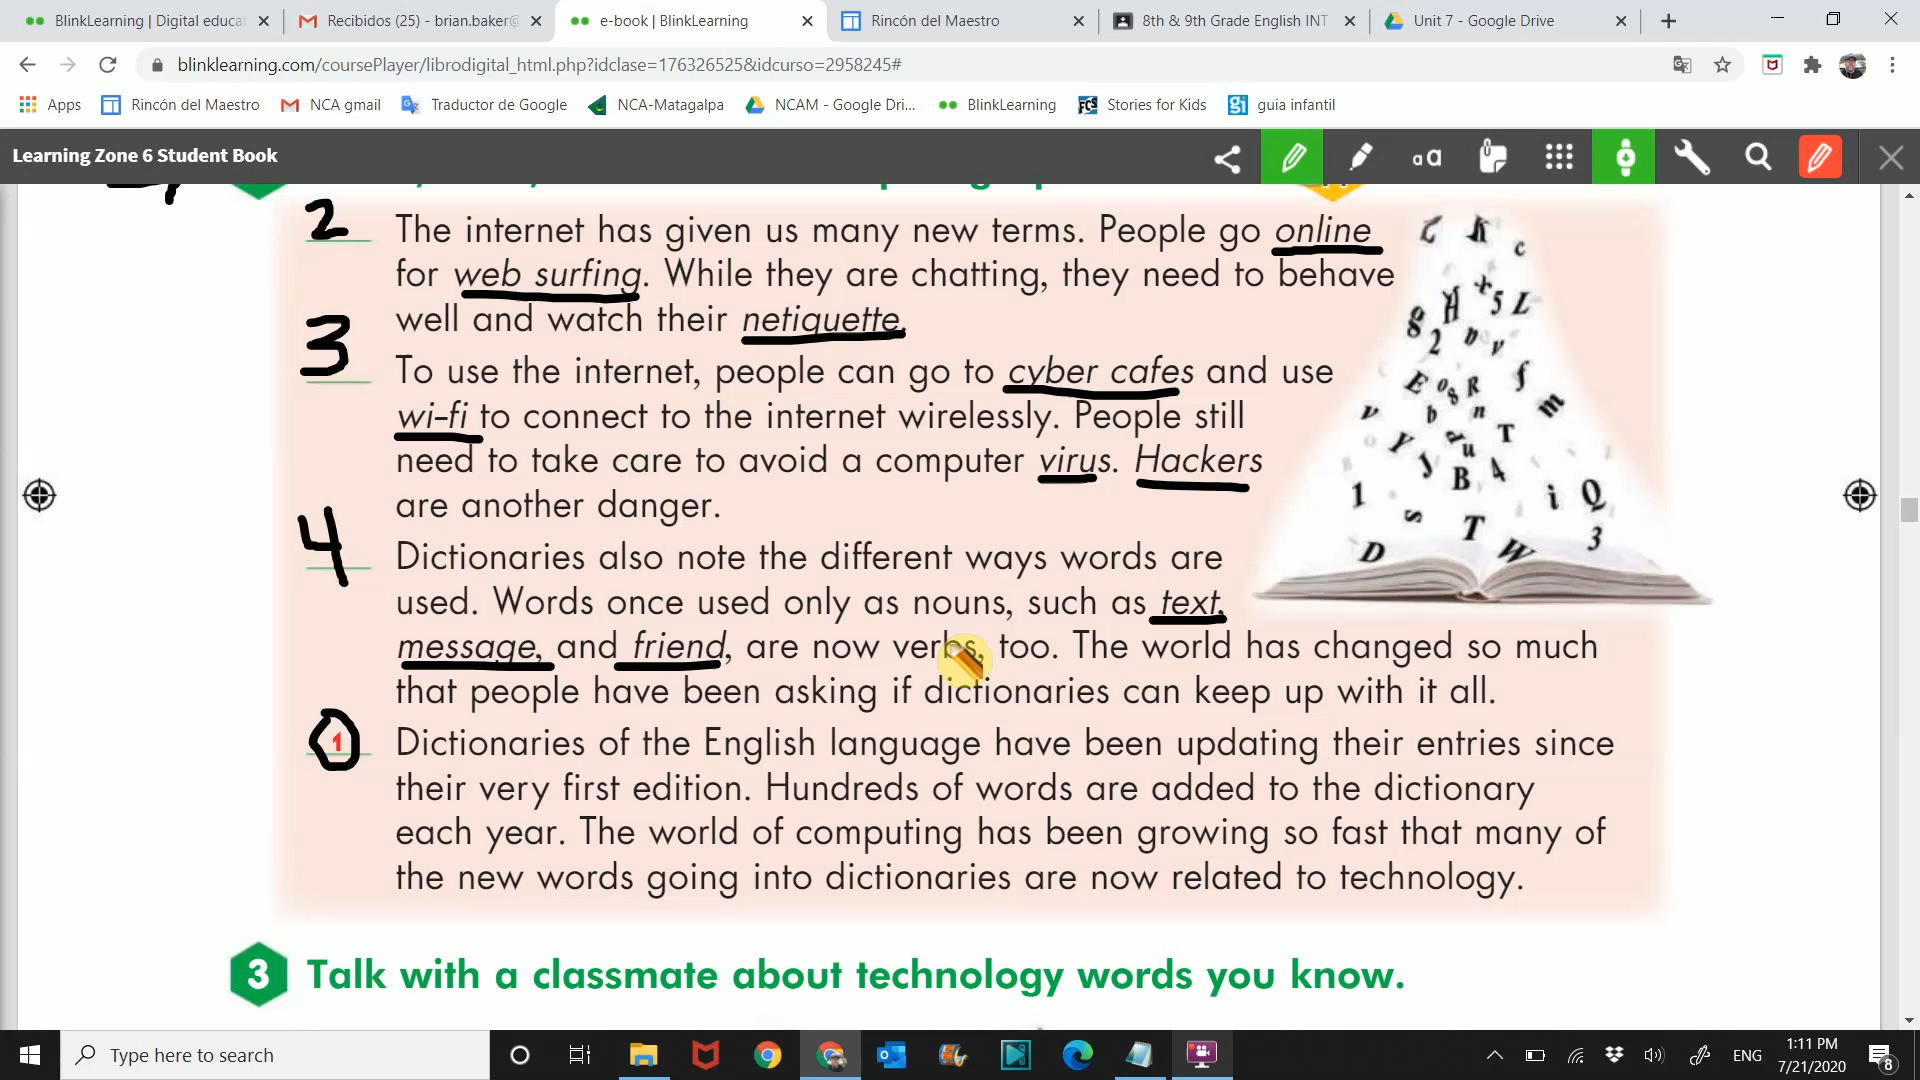 BlinkLearning | Digital educat
Recibidos (25) - brian.baker@
e-book | BlinkLearning
Rincón del Maestro
8th & 9th Grade English INT
Unit 7 - Google Drive
blinklearning.com/coursePlayer/librodigital_html.php?idclase=176326525&idcurso=2958245#
Apps
Rincón del Maestro
NCA gmail
Traductor de Google
NCA-Matagalpa
NCAM - Google Dri...
BlinkLearning
FCS Stories for Kids
gi guia infantil
Learning Zone 6 Student Book
aa
2 The internet has given us many new terms. People go online
for web surfing. While they are chatting, they need to behave
well and watch their netiquette.
3 To use the internet, people can go to cyber cafes and use
wi-fi to connect to the internet wirelessly. People still
need to take care to avoid a computer virus. Hackers
are another danger.
4 Dictionaries also note the different ways words are
used. Words once used only as nouns, such as text,
message, and friend, are now verbs, too. The world has changed so much
that people have been asking if dictionaries can keep up with it all.
1 Dictionaries of the English language have been updating their entries since
their very first edition. Hundreds of words are added to the dictionary
each year. The world of computing has been growing so fast that many of
the new words going into dictionaries are now related to technology.
3 Talk with a classmate about technology words you know.
Type here to search
ENG
1:11 PM
7/21/2020
8